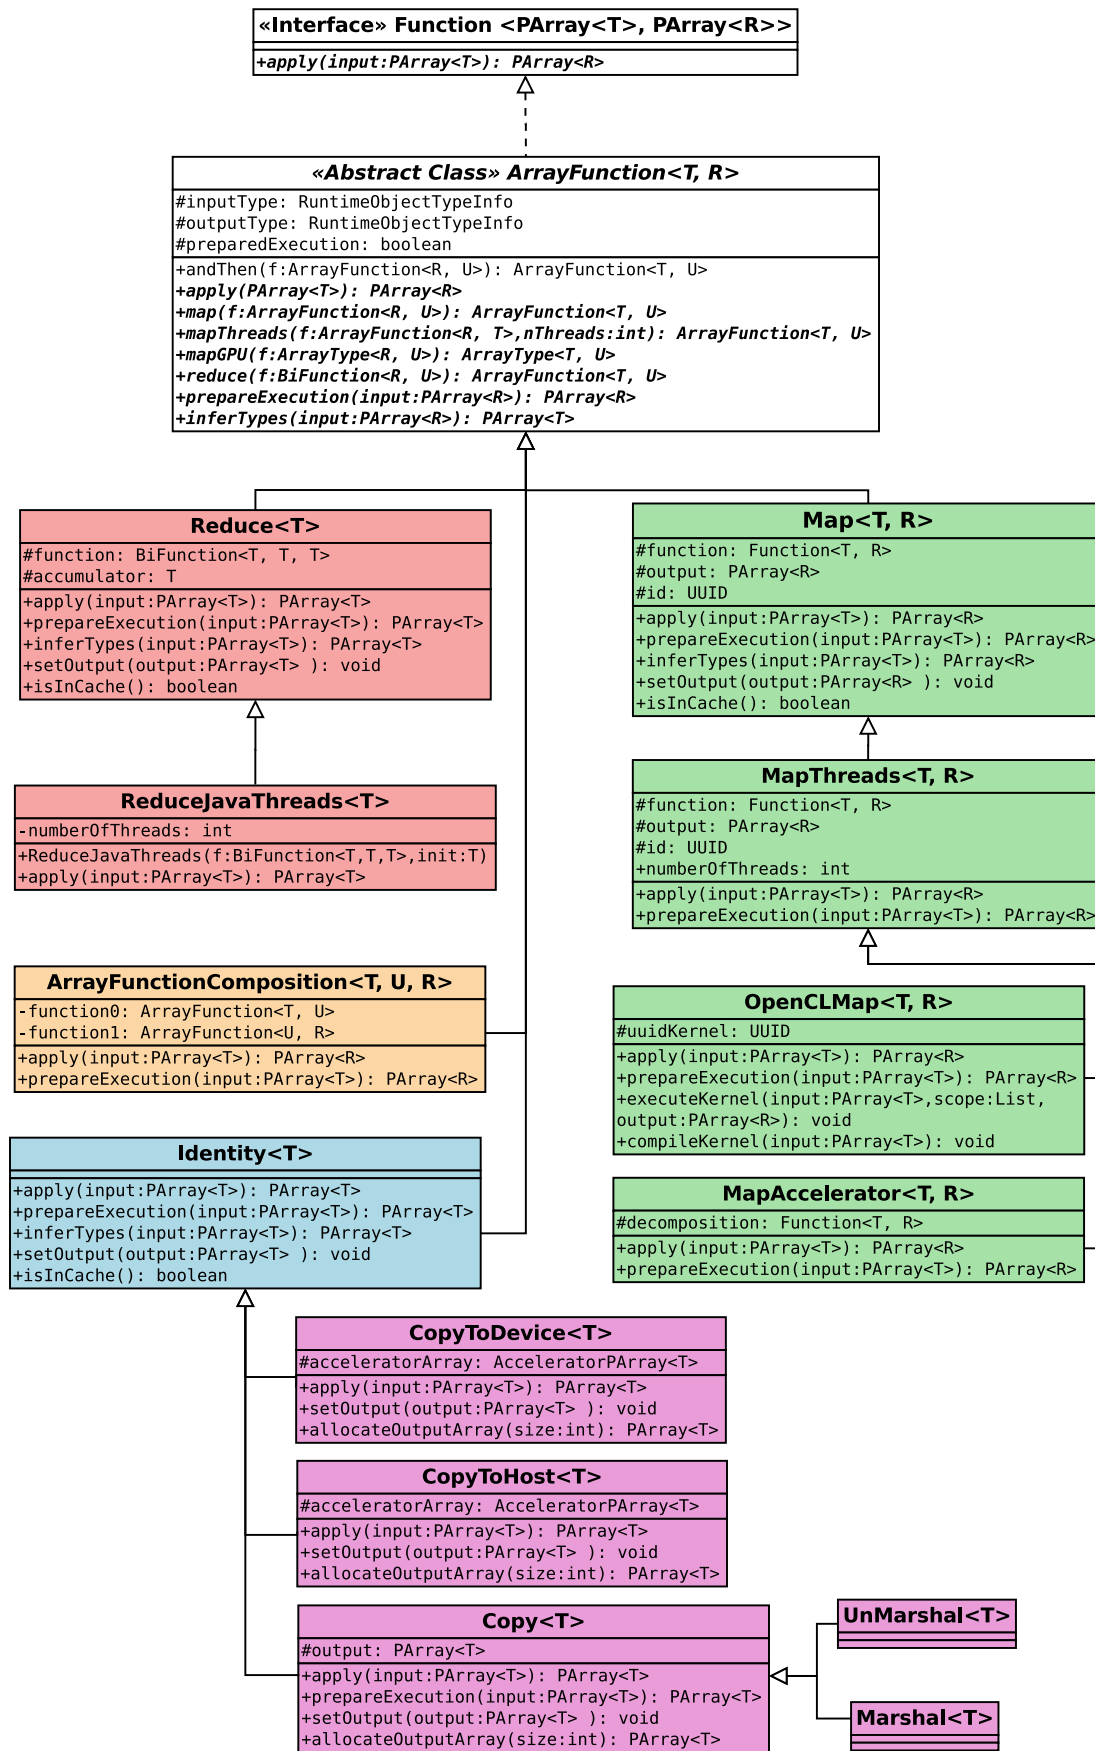 «Interface» Function <PArray<T>, PArray<R>>
+apply(input:PArray<T>): PArray<R>
«Abstract Class» ArrayFunction<T, R>
#inputType: RuntimeObjectTypeInfo
#outputType: RuntimeObjectTypeInfo
#preparedExecution: boolean
+andThen(f:ArrayFunction<R, U>): ArrayFunction<T, U>
+apply(PArray<T>): PArray<R>
+map(f:ArrayFunction<R, U>): ArrayFunction<T, U>
+mapThreads(f:ArrayFunction<R, T>,nThreads:int): ArrayFunction<T, U>
+mapGPU(f:ArrayType<R, U>): ArrayType<T, U>
+reduce(f:BiFunction<R, U>): ArrayFunction<T, U>
+prepareExecution(input:PArray<R>): PArray<R>
+inferTypes(input:PArray<R>): PArray<T>
Reduce<T>
#function: BiFunction<T, T, T>
#accumulator: T
+apply(input:PArray<T>): PArray<T>
+prepareExecution(input:PArray<T>): PArray<T>
+inferTypes(input:PArray<T>): PArray<T>
+setOutput(output:PArray<T> ): void
+isInCache(): boolean
Map<T, R>
#function: Function<T, R>
#output: PArray<R>
#id: UUID
+apply(input:PArray<T>): PArray<R>
+prepareExecution(input:PArray<T>): PArray<R>
+inferTypes(input:PArray<T>): PArray<R>
+setOutput(output:PArray<R> ): void
+isInCache(): boolean
ReduceJavaThreads<T>
-numberOfThreads: int
+ReduceJavaThreads(f:BiFunction<T,T,T>,init:T)
+apply(input:PArray<T>): PArray<T>
MapThreads<T, R>
#function: Function<T, R>
#output: PArray<R>
#id: UUID
+numberOfThreads: int
+apply(input:PArray<T>): PArray<R>
+prepareExecution(input:PArray<T>): PArray<R>
ArrayFunctionComposition<T, U, R>
-function0: ArrayFunction<T, U>
-function1: ArrayFunction<U, R>
+apply(input:PArray<T>): PArray<R>
+prepareExecution(input:PArray<T>): PArray<R>
OpenCLMap<T, R>
#uuidKernel: UUID
+apply(input:PArray<T>): PArray<R>
+prepareExecution(input:PArray<T>): PArray<R>
+executeKernel(input:PArray<T>,scope:List,
output:PArray<R>): void
+compileKernel(input:PArray<T>): void
Identity<T>
+apply(input:PArray<T>): PArray<T>
+prepareExecution(input:PArray<T>): PArray<T>
+inferTypes(input:PArray<T>): PArray<T>
+setOutput(output:PArray<T> ): void
+isInCache(): boolean
MapAccelerator<T, R>
#decomposition: Function<T, R>
+apply(input:PArray<T>): PArray<R>
+prepareExecution(input:PArray<T>): PArray<R>
CopyToDevice<T>
#acceleratorArray: AcceleratorPArray<T>
+apply(input:PArray<T>): PArray<T>
+setOutput(output:PArray<T> ): void
+allocateOutputArray(size:int): PArray<T>
CopyToHost<T>
#acceleratorArray: AcceleratorPArray<T>
+apply(input:PArray<T>): PArray<T>
+setOutput(output:PArray<T> ): void
+allocateOutputArray(size:int): PArray<T>
Copy<T>
#output: PArray<T>
+apply(input:PArray<T>): PArray<T>
+prepareExecution(input:PArray<T>): PArray<T>
+setOutput(output:PArray<T> ): void
+allocateOutputArray(size:int): PArray<T>
UnMarshal<T>
Marshal<T>